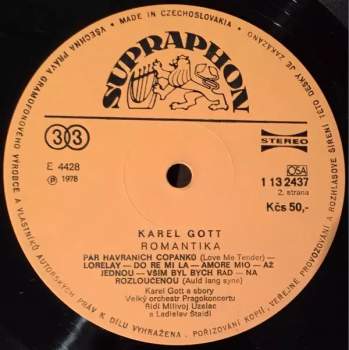 • MADE IN CZECHOSLOVAKIA •
SUPRAPHON
33
STEREO
E 4428
℗ 1978
OSA
1 13 2437
2. strana
Kčs 50,-
KAREL GOTT
ROMANTIKA
PÁR HAVRANÍCH COPÁNKŮ (Love Me Tender) —
LORELAY — DO RE MI LA — AMORE MIO — AŽ
JEDNOU — VŠÍM BYL BYCH RÁD — NA
ROZLOUČENOU (Auld lang syne)
Karel Gott a sbory
Velký orchestr Pragokoncertu
Řídí Milivoj Uzelac
a Ladislav Štaidl
VŠECHNA PRÁVA GRAMOFONOVÉHO VÝROBCE A VLASTNÍKŮ AUTORSKÝCH PRÁV K DÍLU VYHRAŽENA. POŘIZOVÁNÍ KOPIÍ, VEŘEJNÉ PROVOZOVÁNÍ A ROZHLASOVÉ ŠÍŘENÍ TÉTO DESKY JE ZAKÁZÁNO